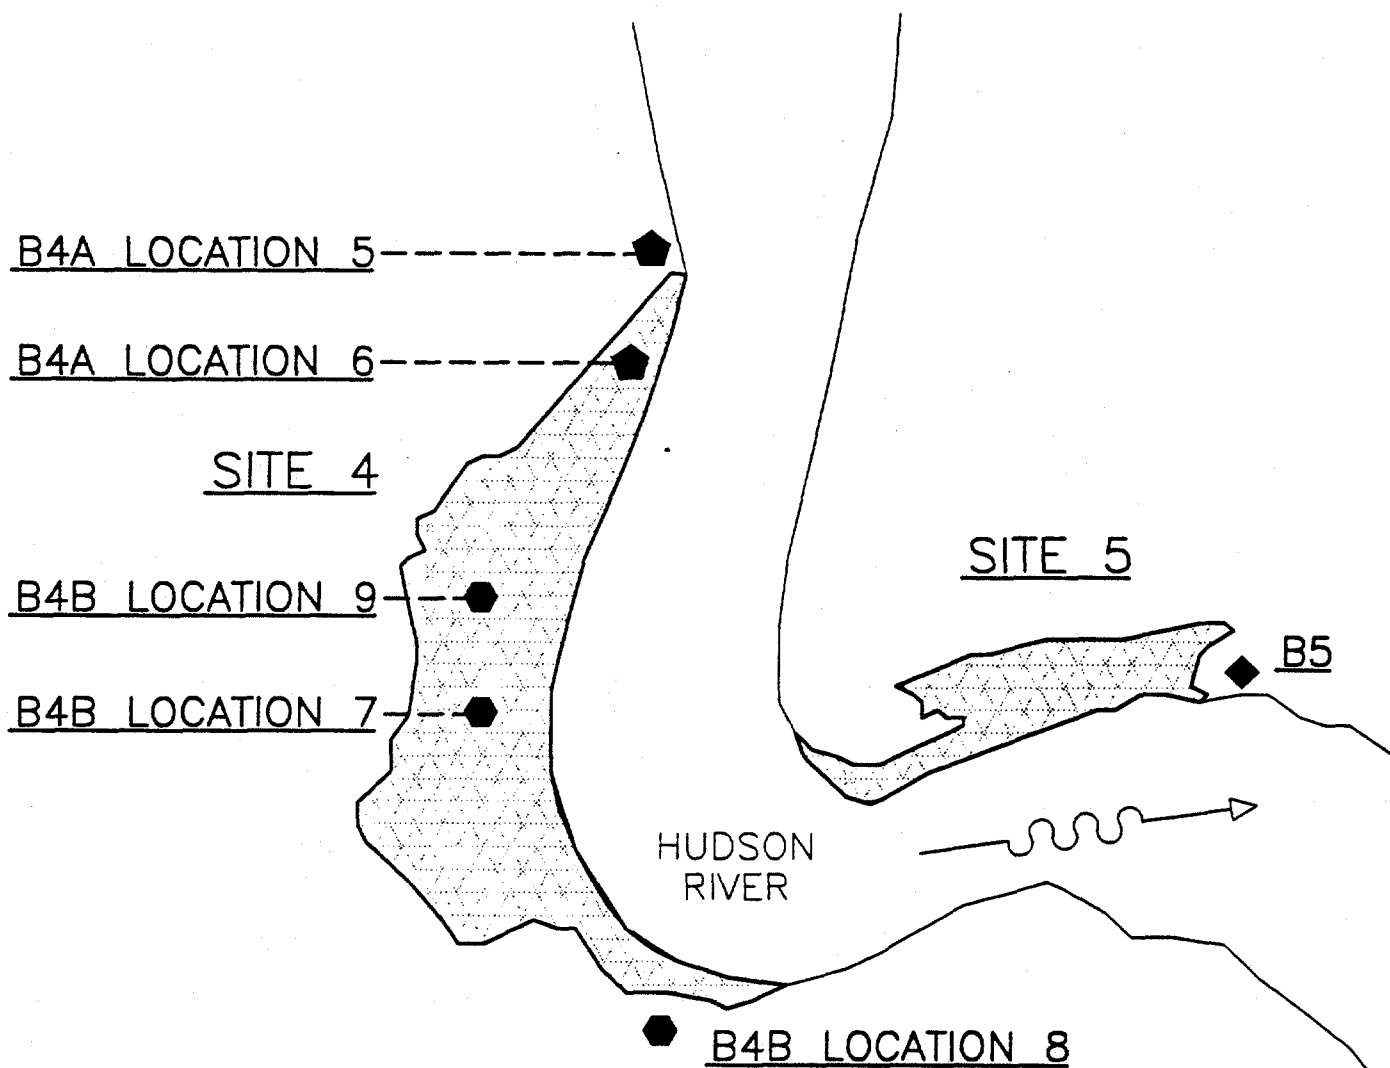 B4A LOCATION 5
B4A LOCATION 6
SITE 4
SITE 5
B4B LOCATION 9
B5
B4B LOCATION 7
HUDSON
RIVER
B4B LOCATION 8